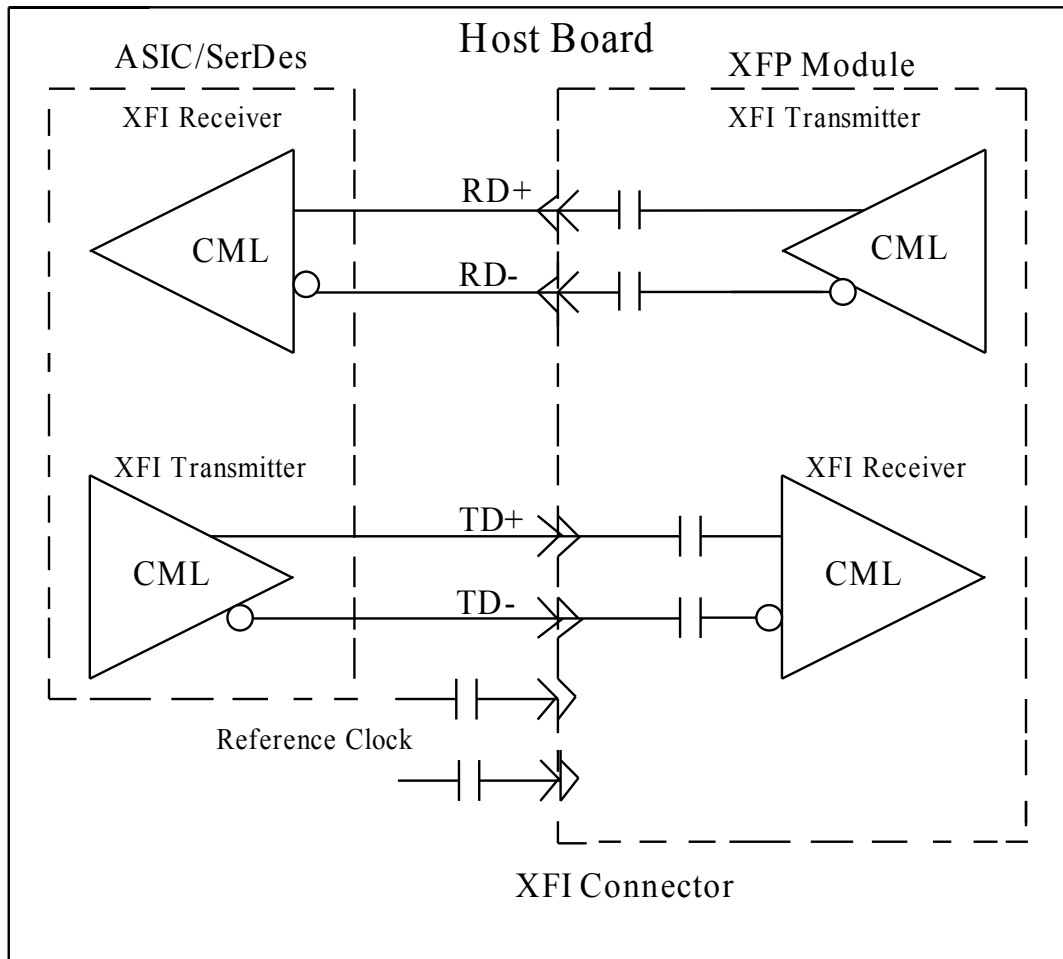 Host Board
ASIC/SerDes
XFP Module
XFI Receiver
XFI Transmitter
RD+
CML
CML
RD-
XFI Transmitter
XFI Receiver
TD+
CML
CML
TD-
Reference Clock
XFI Connector